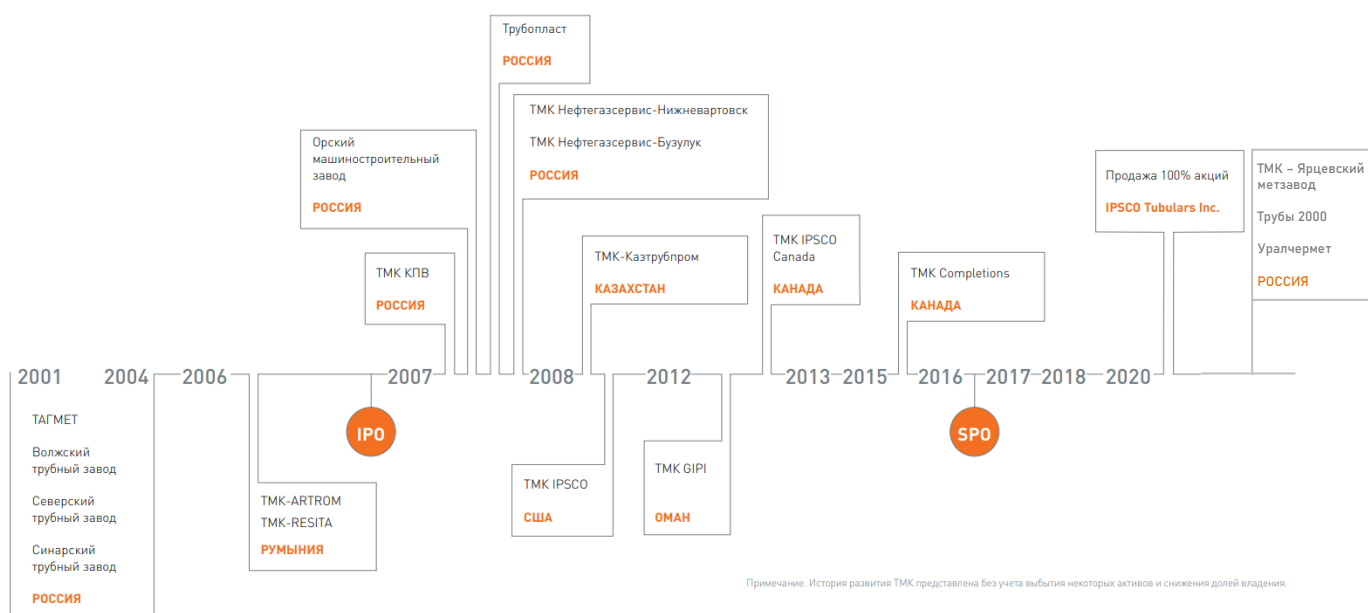 Трубопласт
РОССИЯ
ТМК Нефтегазсервис-Нижневартовск
ТМК Нефтегазсервис-Бузулук
РОССИЯ
Орский
машиностроительный
завод
РОССИЯ
ТМК КПВ
РОССИЯ
ТМК-Казтрубпром
КАЗАХСТАН
ТМК IPSCO
Canada
КАНАДА
TMK Completions
КАНАДА
Продажа 100% акций
IPSCO Tubulars Inc.
ТМК – Ярцевский
метзавод
Трубы 2000
Уралчермет
РОССИЯ
2001 2004 2006 2007 2008 2012 2013 2015 2016 2017 2018 2020
IPO
SPO
ТАГМЕТ
Волжский
трубный завод
Северский
трубный завод
Синарский
трубный завод
РОССИЯ
TMK-ARTROM
TMK-RESITA
РУМЫНИЯ
ТМК IPSCO
США
TMK GIPI
ОМАН
Примечание. История развития ТМК представлена без учета выбытия некоторых активов и снижения долей владения.